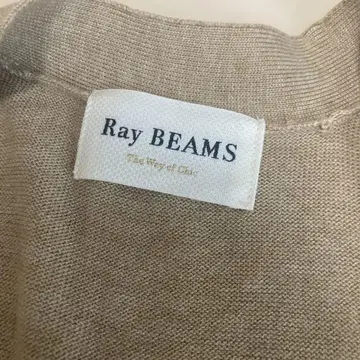 Ray BEAMS
The Way of Chic